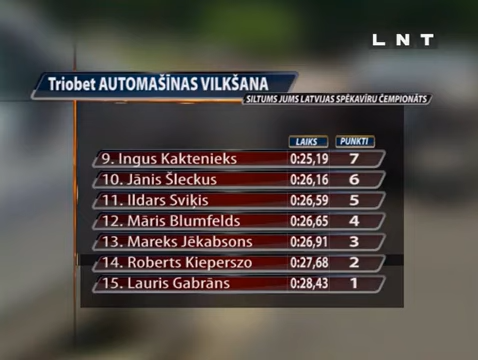 LNT
Triobet AUTOMAŠĪNAS VILKŠANA
SILTUMS JUMS LATVIJAS SPĒKAVĪRU ČEMPIONĀTS
LAIKS PUNKTI
9. Ingus Kaktenieks 0:25,19 7
10. Jānis Šleckus 0:26,16 6
11. Ildars Sviķis 0:26,59 5
12. Māris Blumfelds 0:26,65 4
13. Mareks Jēkabsons 0:26,91 3
14. Roberts Kieperszo 0:27,68 2
15. Lauris Gabrāns 0:28,43 1